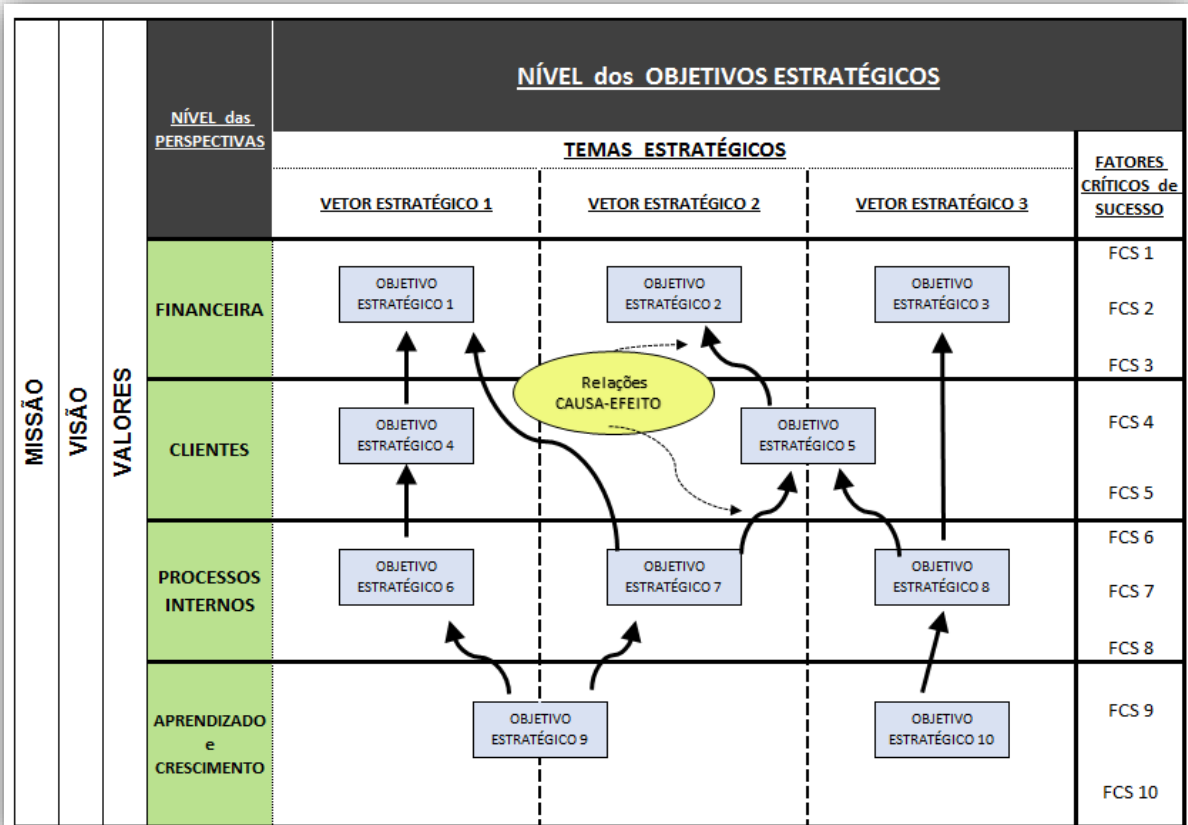 MISSÃO
VISÃO
VALORES
NÍVEL das
PERSPECTIVAS
NÍVEL dos OBJETIVOS ESTRATÉGICOS
TEMAS ESTRATÉGICOS
FATORES
CRÍTICOS de
SUCESSO
VETOR ESTRATÉGICO 1
VETOR ESTRATÉGICO 2
VETOR ESTRATÉGICO 3
FINANCEIRA
OBJETIVO
ESTRATÉGICO 1
OBJETIVO
ESTRATÉGICO 2
OBJETIVO
ESTRATÉGICO 3
FCS 1
FCS 2
FCS 3
Relações
CAUSA-EFEITO
CLIENTES
OBJETIVO
ESTRATÉGICO 4
OBJETIVO
ESTRATÉGICO 5
FCS 4
FCS 5
PROCESSOS
INTERNOS
OBJETIVO
ESTRATÉGICO 6
OBJETIVO
ESTRATÉGICO 7
OBJETIVO
ESTRATÉGICO 8
FCS 6
FCS 7
FCS 8
APRENDIZADO
e
CRESCIMENTO
OBJETIVO
ESTRATÉGICO 9
OBJETIVO
ESTRATÉGICO 10
FCS 9
FCS 10